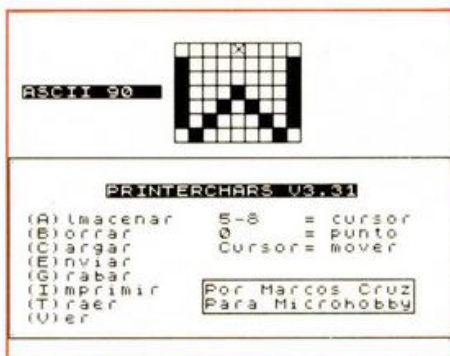 ASCII 90
PRINTERCHARS V3.31
(A)lmacenar 5-8 = cursor
(B)orrar 0 = punto
(C)argar Cursor= mover
(E)nviar
(G)rabar
(I)mprimir Por Marcos Cruz
(T)raer Para Microhobby
(V)er